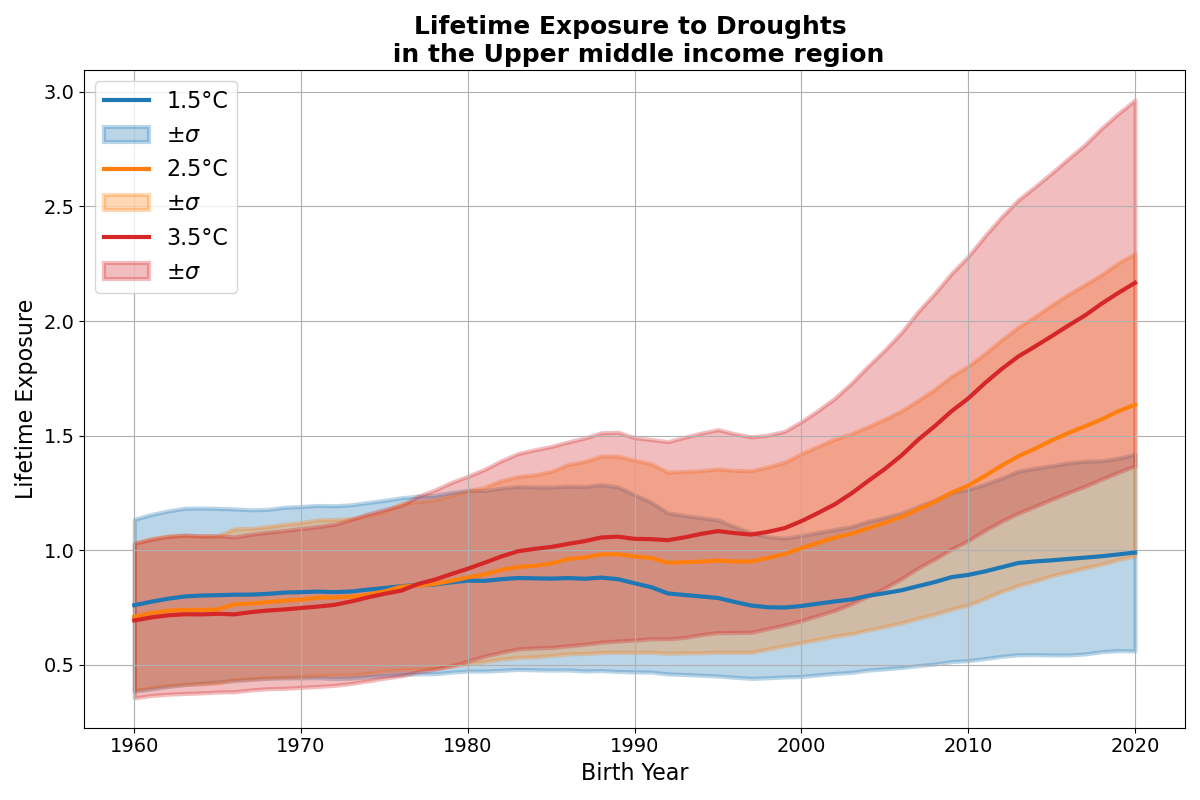 Lifetime Exposure to Droughts
in the Upper middle income region
3.0
2.5
2.0
1.5
1.0
0.5
Lifetime Exposure
1.5°C
±σ
2.5°C
±σ
3.5°C
±σ
1960
1970
1980
1990
2000
2010
2020
Birth Year